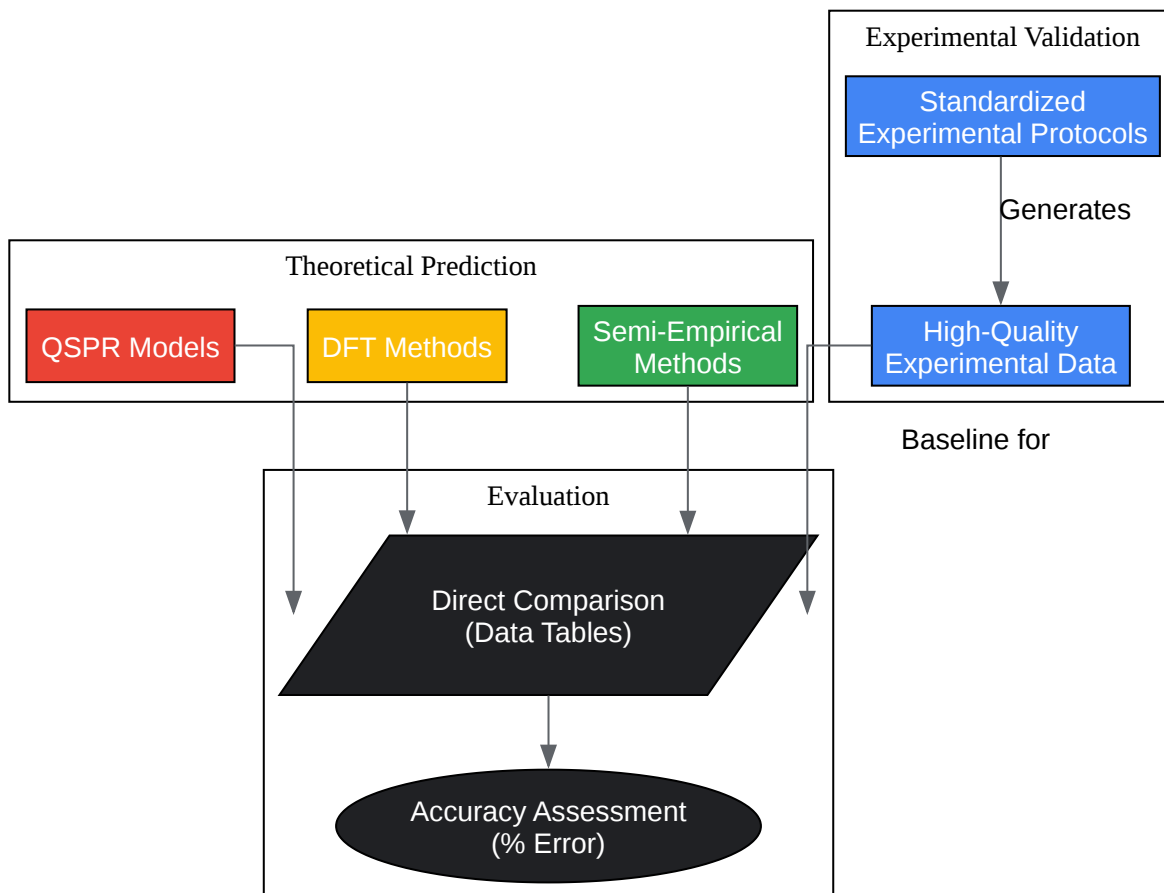 Experimental Validation
Standardized
Experimental Protocols
Generates
Theoretical Prediction
QSPR Models
DFT Methods
Semi-Empirical
Methods
High-Quality
Experimental Data
Baseline for
Evaluation
Direct Comparison
(Data Tables)
Accuracy Assessment
(% Error)